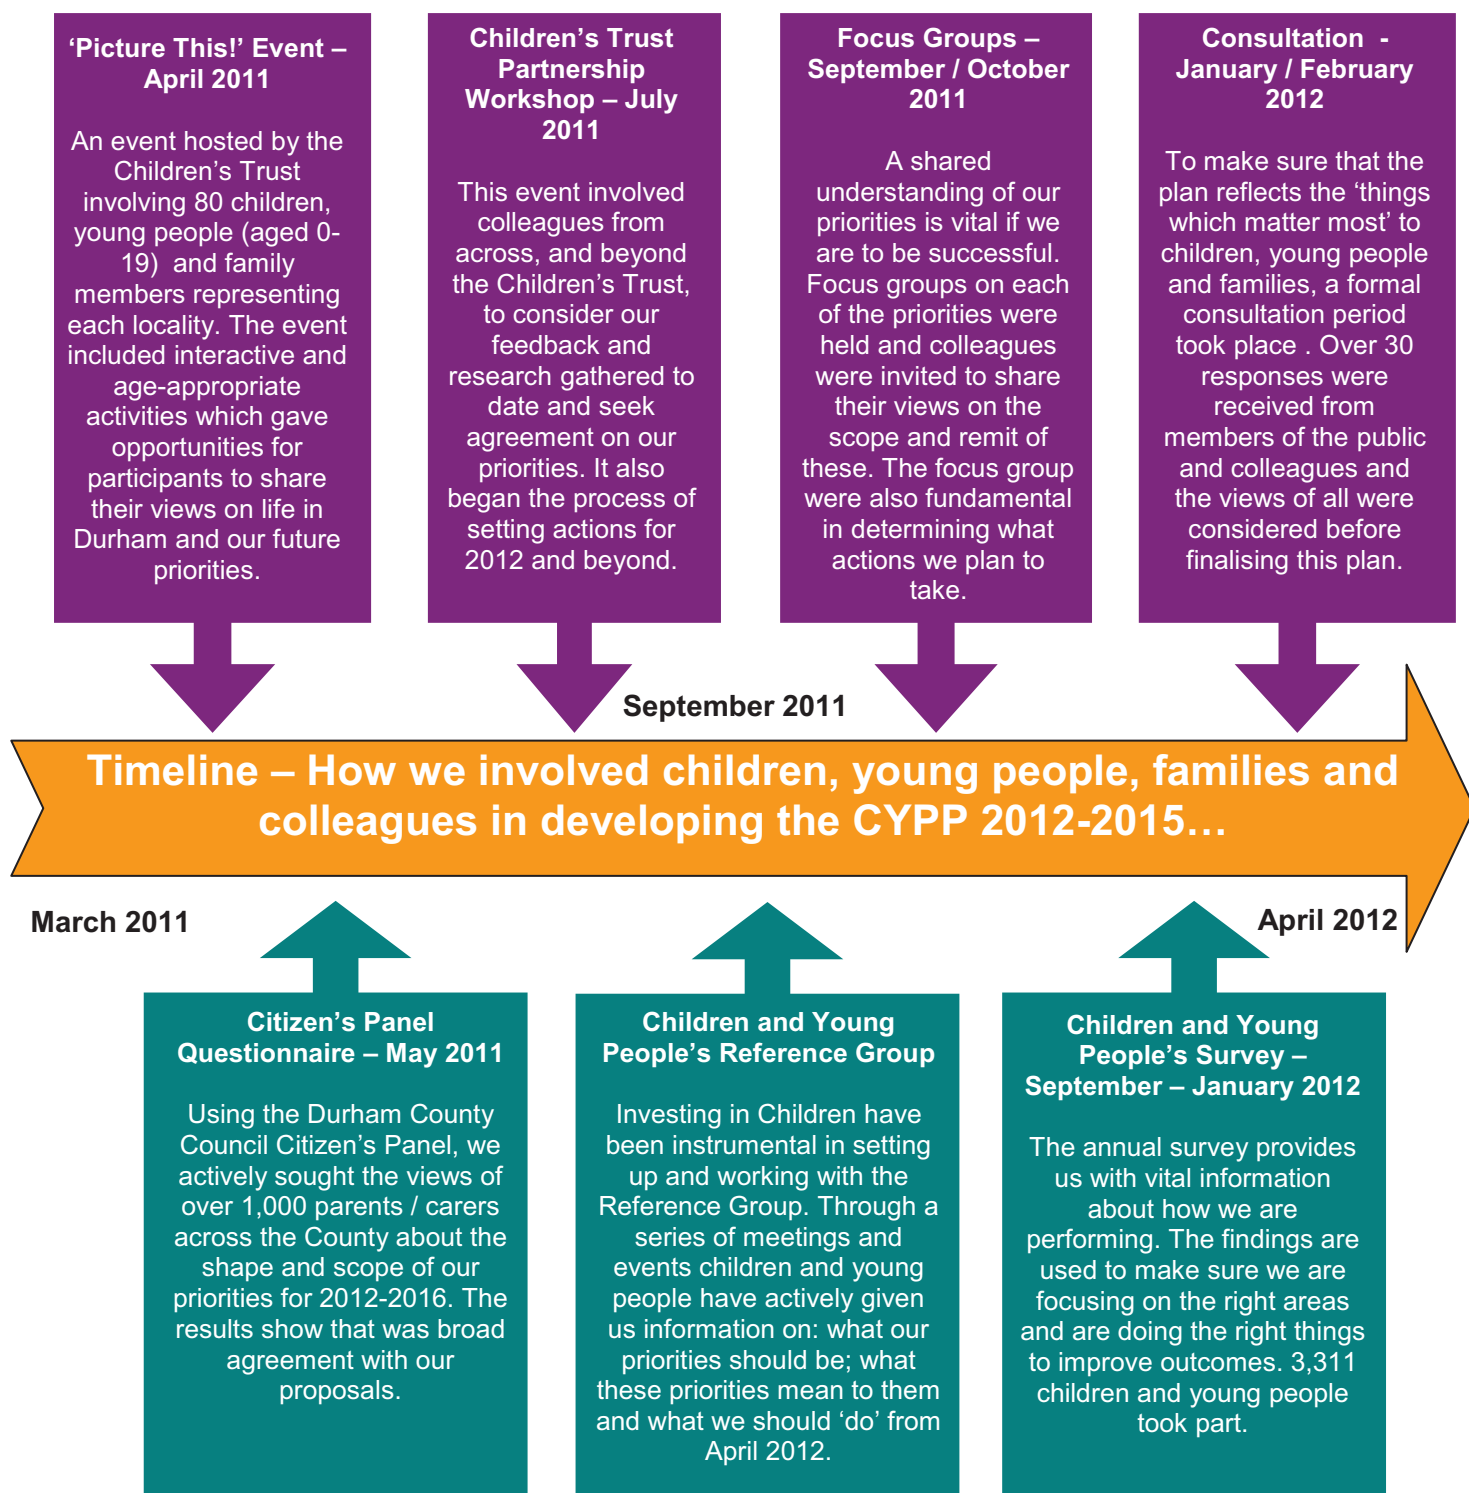 ‘Picture This!’ Event –
April 2011
An event hosted by the
Children’s Trust
involving 80 children,
young people (aged 0-
19)  and family
members representing
each locality. The event
included interactive and
age-appropriate
activities which gave
opportunities for
participants to share
their views on life in
Durham and our future
priorities.
Children’s Trust
Partnership
Workshop – July
2011
This event involved
colleagues from
across, and beyond
the Children’s Trust,
to consider our
feedback and
research gathered to
date and seek
agreement on our
priorities. It also
began the process of
setting actions for
2012 and beyond.
Focus Groups –
September / October
2011
A shared
understanding of our
priorities is vital if we
are to be successful.
Focus groups on each
of the priorities were
held and colleagues
were invited to share
their views on the
scope and remit of
these. The focus group
were also fundamental
in determining what
actions we plan to
take.
Consultation  -
January / February
2012
To make sure that the
plan reflects the ‘things
which matter most’ to
children, young people
and families, a formal
consultation period
took place . Over 30
responses were
received from
members of the public
and colleagues and
the views of all were
considered before
finalising this plan.
September 2011
Timeline – How we involved children, young people, families and
colleagues in developing the CYPP 2012-2015…
March 2011
April 2012
Citizen’s Panel
Questionnaire – May 2011
Using the Durham County
Council Citizen’s Panel, we
actively sought the views of
over 1,000 parents / carers
across the County about the
shape and scope of our
priorities for 2012-2016. The
results show that was broad
agreement with our
proposals.
Children and Young
People’s Reference Group
Investing in Children have
been instrumental in setting
up and working with the
Reference Group. Through a
series of meetings and
events children and young
people have actively given
us information on: what our
priorities should be; what
these priorities mean to them
and what we should ‘do’ from
April 2012.
Children and Young
People’s Survey –
September – January 2012
The annual survey provides
us with vital information
about how we are
performing. The findings are
used to make sure we are
focusing on the right areas
and are doing the right things
to improve outcomes. 3,311
children and young people
took part.